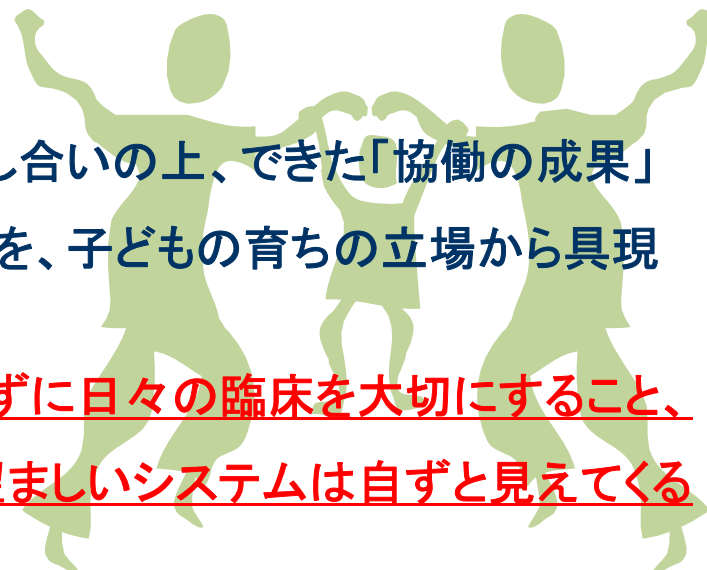 し合いの上、できた「協働の成果」
を、子どもの育ちの立場から具現
ずに日々の臨床を大切にすること、
ましいシステムは自ずと見えてくる